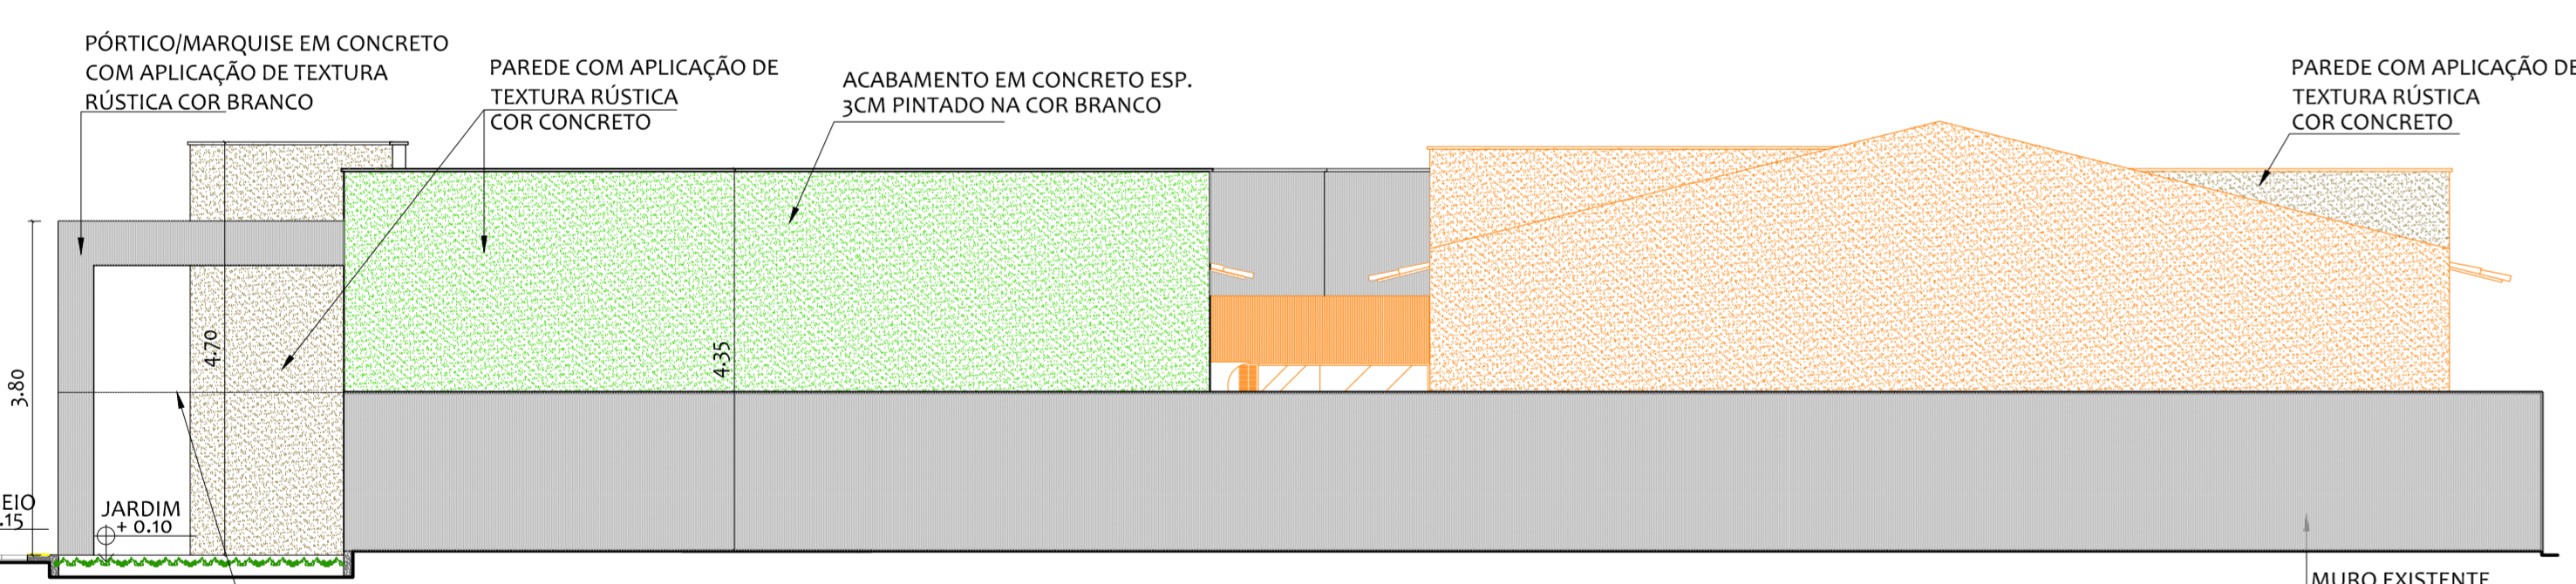 PÓRTICO/MARQUISE EM CONCRETO
COM APLICAÇÃO DE TEXTURA
RÚSTICA COR BRANCO
PAREDE COM APLICAÇÃO DE
TEXTURA RÚSTICA
COR CONCRETO
ACABAMENTO EM CONCRETO ESP.
3CM PINTADO NA COR BRANCO
PAREDE COM APLICAÇÃO DE
TEXTURA RÚSTICA
COR CONCRETO
3.80
4.70
4.35
EIO
.15
JARDIM
+ 0.10
MURO EXISTENTE